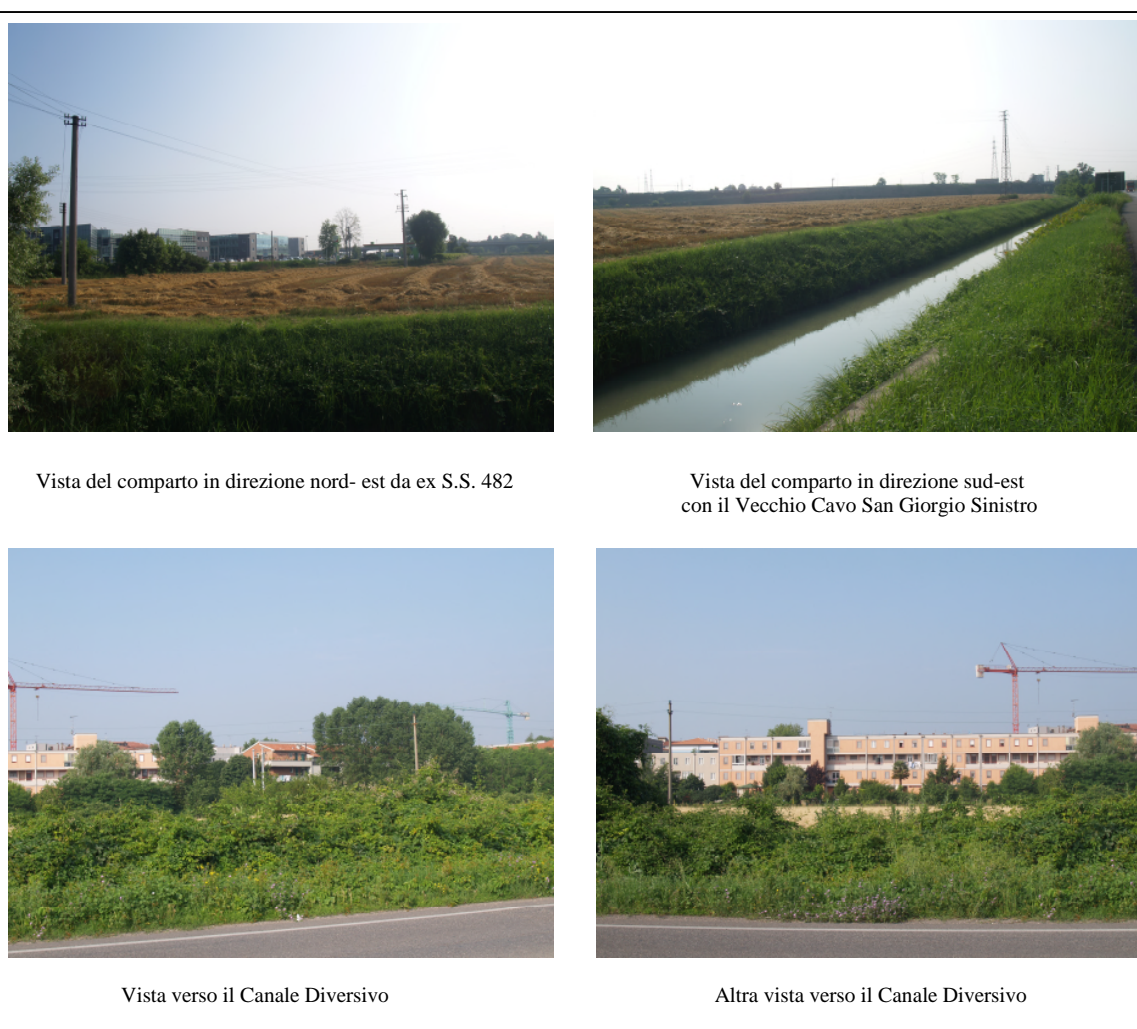 Vista del comparto in direzione nord- est da ex S.S. 482
Vista del comparto in direzione sud-est
con il Vecchio Cavo San Giorgio Sinistro
Vista verso il Canale Diversivo
Altra vista verso il Canale Diversivo